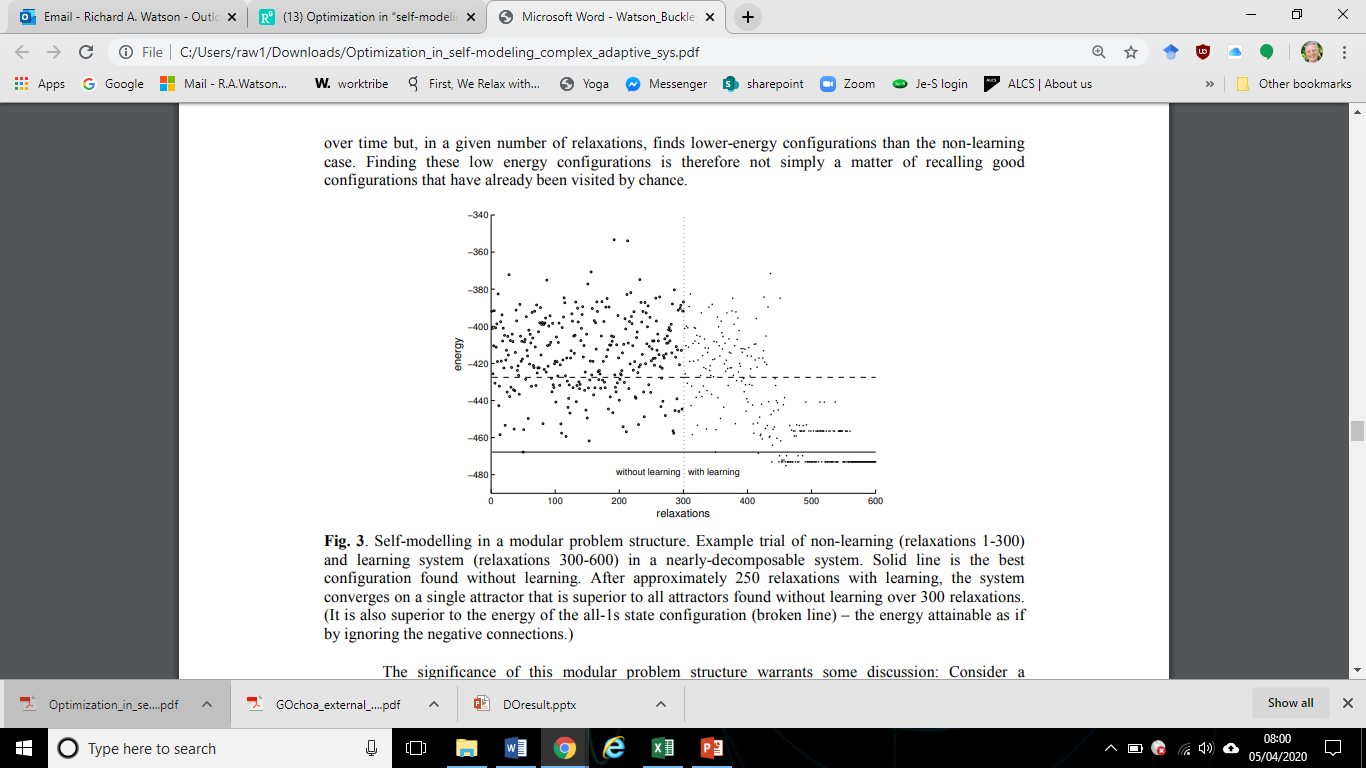 Email - Richard A. Watson - Outlo
(13) Optimization in “self-modelin
Microsoft Word - Watson_Buckle
File
C:/Users/raw1/Downloads/Optimization_in_self-modeling_complex_adaptive_sys.pdf
Apps
Google
Mail - R.A.Watson...
W. worktribe
First, We Relax with...
Yoga
Messenger
sharepoint
Zoom
Je-S login
ALCS | About us
»
Other bookmarks
over time but, in a given number of relaxations, finds lower-energy configurations than the non-learning
case. Finding these low energy configurations is therefore not simply a matter of recalling good
configurations that have already been visited by chance.
−340
−360
−380
−400
−420
−440
−460
−480
energy
without learning
with learning
0
100
200
300
400
500
600
relaxations
Fig. 3. Self-modelling in a modular problem structure. Example trial of non-learning (relaxations 1-300)
and learning system (relaxations 300-600) in a nearly-decomposable system. Solid line is the best
configuration found without learning. After approximately 250 relaxations with learning, the system
converges on a single attractor that is superior to all attractors found without learning over 300 relaxations.
(It is also superior to the energy of the all-1s state configuration (broken line) – the energy attainable as if
by ignoring the negative connections.)
The significance of this modular problem structure warrants some discussion: Consider a
Optimization_in_se....pdf
GOchoa_external_....pdf
DOresult.pptx
Show all
Type here to search
08:00
05/04/2020